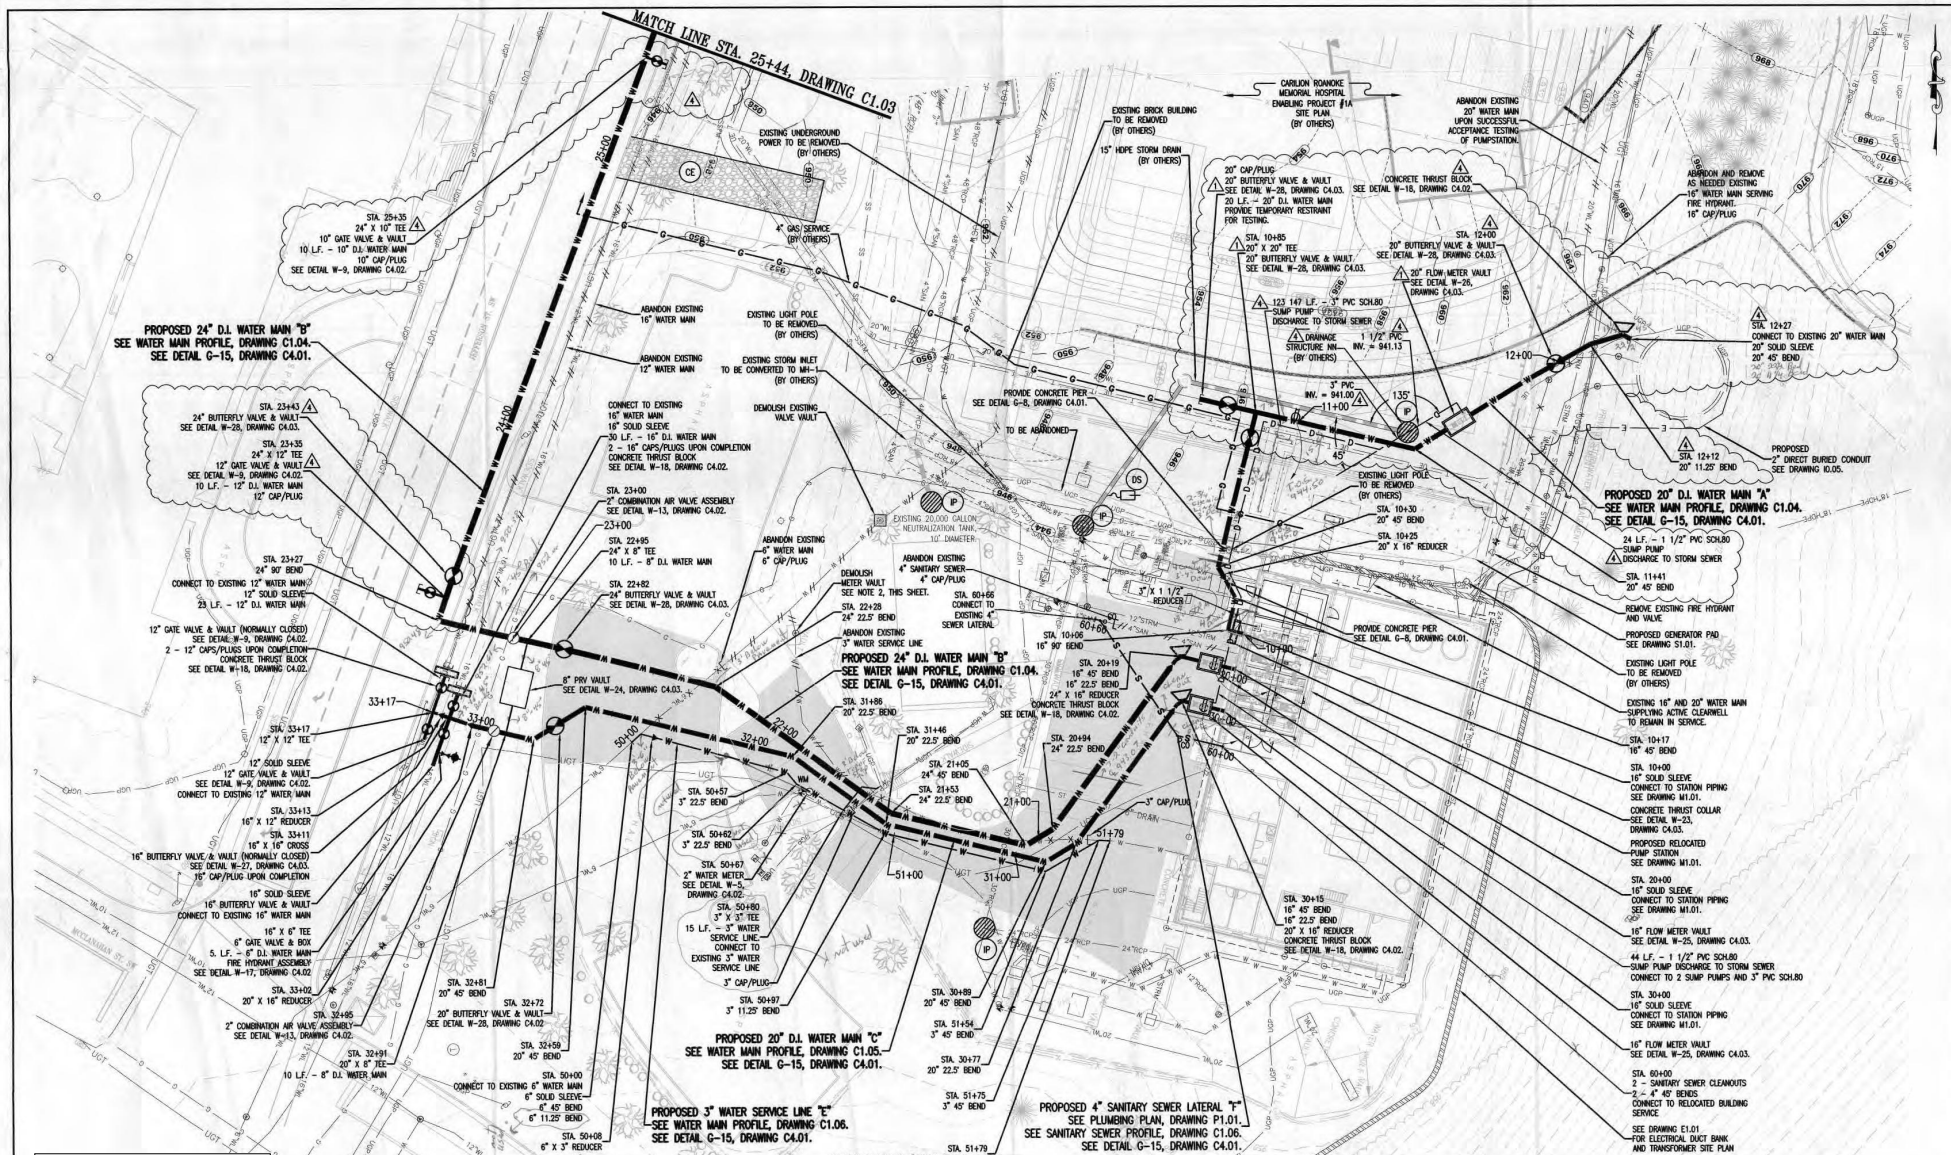 MATCH LINE STA. 25+44, DRAWING C1.03
CARILION ROANOKE
MEMORIAL HOSPITAL
ENABLING PROJECT #1A
SITE PLAN
(BY OTHERS)
ABANDON EXISTING
20" WATER MAIN
UPON SUCCESSFUL
ACCEPTANCE TESTING
OF PUMPSTATION.
EXISTING BRICK BUILDING
TO BE REMOVED
(BY OTHERS)
EXISTING UNDERGROUND
POWER TO BE REMOVED
(BY OTHERS)
15" HDPE STORM DRAIN
(BY OTHERS)
20" CAP/PLUG
20" BUTTERFLY VALVE & VAULT
SEE DETAIL W-28, DRAWING C4.03.
20 L.F. - 20" D.I. WATER MAIN
PROVIDE TEMPORARY RESTRAINT
FOR TESTING.
CONCRETE THRUST BLOCK
SEE DETAIL W-18, DRAWING C4.02.
ABANDON AND REMOVE
AS NEEDED EXISTING
16" WATER MAIN SERVING
FIRE HYDRANT.
16" CAP/PLUG
STA. 25+35
24" X 10" TEE
10" GATE VALVE & VAULT
10 L.F. - 10" D.I. WATER MAIN
10" CAP/PLUG
SEE DETAIL W-9, DRAWING C4.02.
25+00
CE
4" GAS SERVICE
(BY OTHERS)
STA. 10+85
20" X 20" TEE
20" BUTTERFLY VALVE & VAULT
SEE DETAIL W-28, DRAWING C4.03.
STA. 12+00
20" BUTTERFLY VALVE & VAULT
SEE DETAIL W-28, DRAWING C4.03.
20" FLOW METER VAULT
SEE DETAIL W-26,
DRAWING C4.03.
123 147 L.F. - 3" PVC SCH.80
SUMP PUMP
DISCHARGE TO STORM SEWER
DRAINAGE
STRUCTURE NN
(BY OTHERS)
1 1/2" PVC
INV. = 941.13
3" PVC
INV. = 941.00
STA. 12+27
CONNECT TO EXISTING 20" WATER MAIN
20" SOLID SLEEVE
20" 45° BEND
ABANDON EXISTING
16" WATER MAIN
ABANDON EXISTING
12" WATER MAIN
PROPOSED 24" D.I. WATER MAIN "B"
SEE WATER MAIN PROFILE, DRAWING C1.04.
SEE DETAIL G-15, DRAWING C4.01.
EXISTING LIGHT POLE
TO BE REMOVED
(BY OTHERS)
EXISTING STORM INLET
TO BE CONVERTED TO MH-1
(BY OTHERS)
DEMOLISH EXISTING
VALVE VAULT
PROVIDE CONCRETE PIER
SEE DETAIL G-8, DRAWING C4.01.
TO BE ABANDONED
12+00
11+00
135°
45°
IP
STA. 12+12
20" 11.25° BEND
PROPOSED
2" DIRECT BURIED CONDUIT
SEE DRAWING I0.05.
24+00
STA. 23+43
24" BUTTERFLY VALVE & VAULT
SEE DETAIL W-28, DRAWING C4.03.
STA. 23+35
24" X 12" TEE
12" GATE VALVE & VAULT
SEE DETAIL W-9, DRAWING C4.02.
10 L.F. - 12" D.I. WATER MAIN
12" CAP/PLUG
CONNECT TO EXISTING
16" WATER MAIN
16" SOLID SLEEVE
30 L.F. - 16" D.I. WATER MAIN
2 - 16" CAPS/PLUGS UPON COMPLETION
CONCRETE THRUST BLOCK
SEE DETAIL W-18, DRAWING C4.02.
STA. 23+00
2" COMBINATION AIR VALVE ASSEMBLY
SEE DETAIL W-13, DRAWING C4.02.
23+00
STA. 22+95
24" X 8" TEE
10 L.F. - 8" D.I. WATER MAIN
STA. 22+82
24" BUTTERFLY VALVE & VAULT
SEE DETAIL W-28, DRAWING C4.03.
IP
DS
IP
EXISTING 20,000 GALLON
NEUTRALIZATION TANK,
10' DIAMETER
ABANDON EXISTING
6" WATER MAIN
6" CAP/PLUG
DEMOLISH
METER VAULT
SEE NOTE 2, THIS SHEET.
ABANDON EXISTING
4" SANITARY SEWER
4" CAP/PLUG
STA. 60+66
CONNECT TO
EXISTING 4"
SEWER LATERAL
3" X 1 1/2"
REDUCER
EXISTING LIGHT POLE
TO BE REMOVED
(BY OTHERS)
STA. 10+30
20" 45° BEND
STA. 10+25
20" X 16" REDUCER
PROPOSED 20" D.I. WATER MAIN "A"
SEE WATER MAIN PROFILE, DRAWING C1.04.
SEE DETAIL G-15, DRAWING C4.01.
24 L.F. - 1 1/2" PVC SCH.80
SUMP PUMP
DISCHARGE TO STORM SEWER
STA. 11+41
20" 45° BEND
REMOVE EXISTING FIRE HYDRANT
AND VALVE
PROVIDE CONCRETE PIER
SEE DETAIL G-8, DRAWING C4.01.
PROPOSED GENERATOR PAD
SEE DRAWING S1.01.
EXISTING LIGHT POLE
TO BE REMOVED
(BY OTHERS)
EXISTING 16" AND 20" WATER MAIN
SUPPLYING ACTIVE CLEARWELL
TO REMAIN IN SERVICE.
STA. 23+27
24" 90° BEND
CONNECT TO EXISTING 12" WATER MAIN
12" SOLID SLEEVE
23 L.F. - 12" D.I. WATER MAIN
12" GATE VALVE & VAULT (NORMALLY CLOSED)
SEE DETAIL W-9, DRAWING C4.02.
2 - 12" CAPS/PLUGS UPON COMPLETION
CONCRETE THRUST BLOCK
SEE DETAIL W-18, DRAWING C4.02.
8" PRV VAULT
SEE DETAIL W-24, DRAWING C4.03.
STA. 22+28
24" 22.5° BEND
ABANDON EXISTING
3" WATER SERVICE LINE
PROPOSED 24" D.I. WATER MAIN "B"
SEE WATER MAIN PROFILE, DRAWING C1.04.
SEE DETAIL G-15, DRAWING C4.01.
STA. 31+86
20" 22.5° BEND
60+66
STA. 10+06
16" 90° BEND
10+00
STA. 20+19
16" 45° BEND
16" 22.5° BEND
24" X 16" REDUCER
CONCRETE THRUST BLOCK
SEE DETAIL W-18, DRAWING C4.02.
20+00
30+00
60+00
STA. 10+17
16" 45° BEND
STA. 10+00
16" SOLID SLEEVE
CONNECT TO STATION PIPING
SEE DRAWING M1.01.
CONCRETE THRUST COLLAR
SEE DETAIL W-23,
DRAWING C4.03.
PROPOSED RELOCATED
PUMP STATION
SEE DRAWING M1.01.
33+17
33+00
50+00
32+00
22+00
STA. 33+17
12" X 12" TEE
12" SOLID SLEEVE
12" GATE VALVE & VAULT
SEE DETAIL W-9, DRAWING C4.02.
CONNECT TO EXISTING 12" WATER MAIN
STA. 33+13
16" X 12" REDUCER
STA. 33+11
16" X 16" CROSS
16" BUTTERFLY VALVE & VAULT (NORMALLY CLOSED)
SEE DETAIL W-27, DRAWING C4.03.
16" CAP/PLUG UPON COMPLETION
16" SOLID SLEEVE
16" BUTTERFLY VALVE & VAULT
CONNECT TO EXISTING 16" WATER MAIN
16" X 6" TEE
6" GATE VALVE & BOX
5. L.F. - 6" D.I. WATER MAIN
FIRE HYDRANT ASSEMBLY
SEE DETAIL W-17, DRAWING C4.02
STA. 33+02
20" X 16" REDUCER
STA. 32+95
2" COMBINATION AIR VALVE ASSEMBLY
SEE DETAIL W-13, DRAWING C4.02.
STA. 32+91
20" X 8" TEE
10 L.F. - 8" D.I. WATER MAIN
MCCLANAHAN ST. SW
STA. 32+81
20" 45° BEND
STA. 32+72
20" BUTTERFLY VALVE & VAULT
SEE DETAIL W-28, DRAWING C4.02
STA. 32+59
20" 45° BEND
STA. 50+00
CONNECT TO EXISTING 6" WATER MAIN
6" SOLID SLEEVE
6" 45° BEND
6" 11.25° BEND
STA. 50+08
6" X 3" REDUCER
STA. 31+46
20" 22.5° BEND
STA. 21+05
24" 45° BEND
STA. 21+53
24" 22.5° BEND
STA. 20+94
24" 22.5° BEND
21+00
WM
STA. 50+57
3" 22.5° BEND
STA. 50+62
3" 22.5° BEND
STA. 50+67
2" WATER METER
SEE DETAIL W-5,
DRAWING C4.02.
STA. 50+80
3" X 3" TEE
15 L.F. - 3" WATER
SERVICE LINE.
CONNECT TO
EXISTING 3" WATER
SERVICE LINE
3" CAP/PLUG
STA. 50+97
3" 11.25° BEND
not used
51+00
31+00
51+79
3" CAP/PLUG
IP
STA. 30+15
16" 45° BEND
16" 22.5° BEND
20" X 16" REDUCER
CONCRETE THRUST BLOCK
SEE DETAIL W-18, DRAWING C4.02.
STA. 20+00
16" SOLID SLEEVE
CONNECT TO STATION PIPING
SEE DRAWING M1.01.
16" FLOW METER VAULT
SEE DETAIL W-25, DRAWING C4.03.
44 L.F. - 1 1/2" PVC SCH.80
SUMP PUMP DISCHARGE TO STORM SEWER
CONNECT TO 2 SUMP PUMPS AND 3" PVC SCH.80
STA. 30+00
16" SOLID SLEEVE
CONNECT TO STATION PIPING
SEE DRAWING M1.01.
16" FLOW METER VAULT
SEE DETAIL W-25, DRAWING C4.03.
STA. 60+00
2 - SANITARY SEWER CLEANOUTS
2 - 4" 45° BENDS
CONNECT TO RELOCATED BUILDING
SERVICE
SEE DRAWING E1.01
FOR ELECTRICAL DUCT BANK
AND TRANSFORMER SITE PLAN
STA. 30+89
20" 45° BEND
STA. 51+54
3" 45° BEND
STA. 30+77
20" 22.5° BEND
STA. 51+75
3" 45° BEND
STA. 51+79
PROPOSED 20" D.I. WATER MAIN "C"
SEE WATER MAIN PROFILE, DRAWING C1.05.
SEE DETAIL G-15, DRAWING C4.01.
PROPOSED 3" WATER SERVICE LINE "E"
SEE WATER MAIN PROFILE, DRAWING C1.06.
SEE DETAIL G-15, DRAWING C4.01.
PROPOSED 4" SANITARY SEWER LATERAL "F"
SEE PLUMBING PLAN, DRAWING P1.01.
SEE SANITARY SEWER PROFILE, DRAWING C1.06.
SEE DETAIL G-15, DRAWING C4.01.